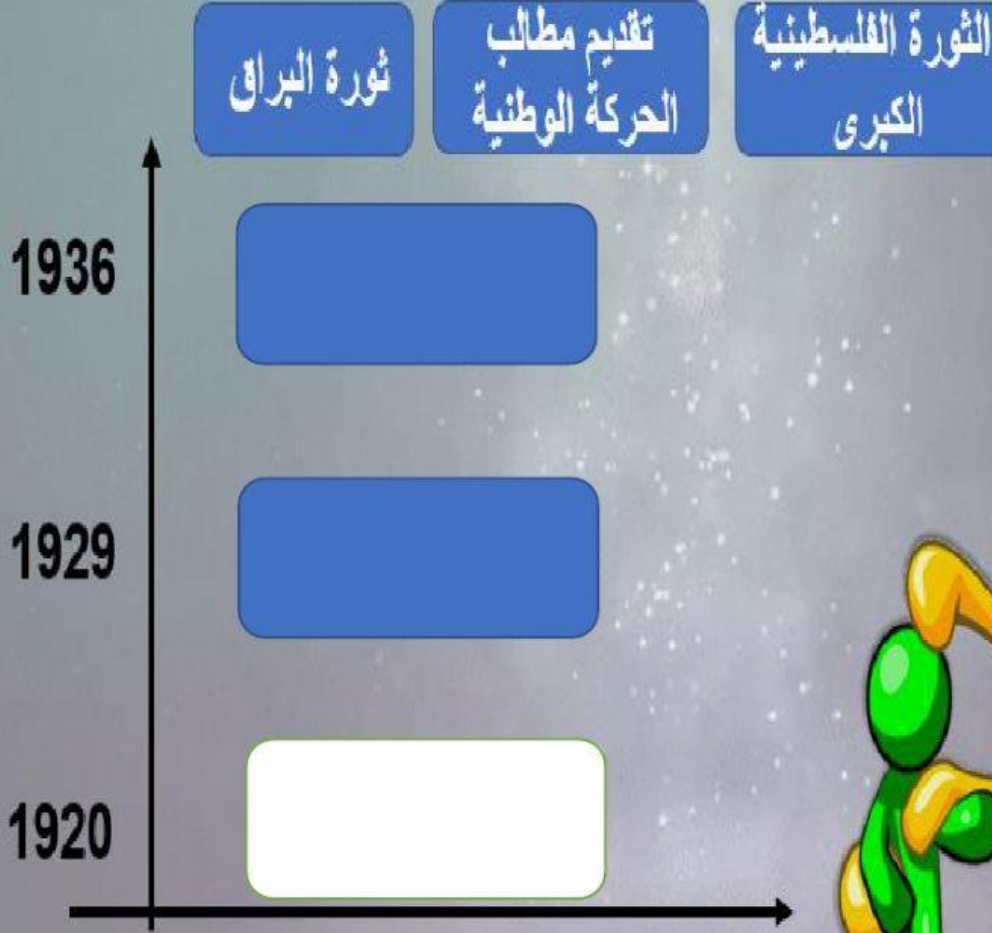 الثورة الفلسطينية
الكبرى
تقديم مطالب
الحركة الوطنية
ثورة البراق
1936
1929
1920